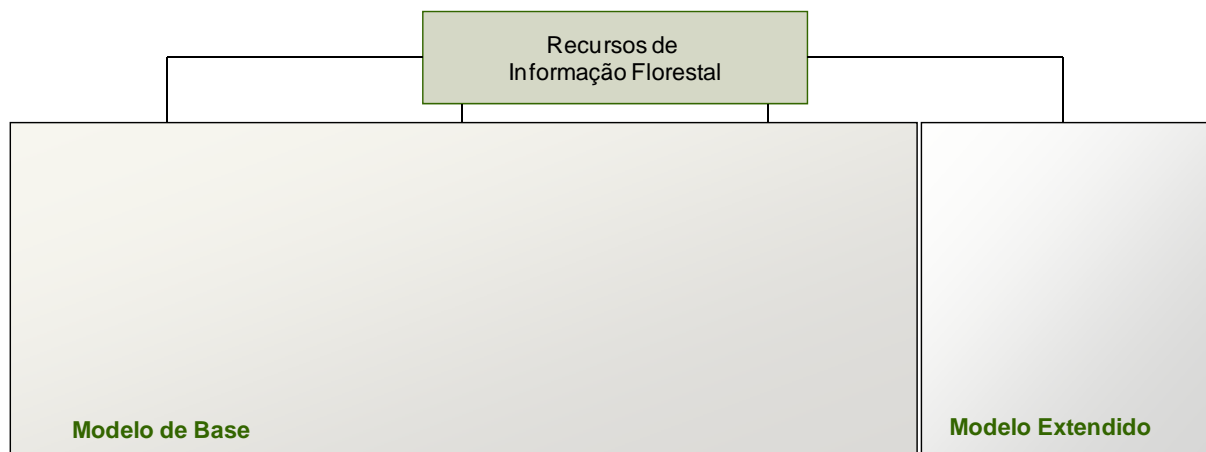 Recursos de
Informação Florestal
Modelo de Base
Modelo Extendido